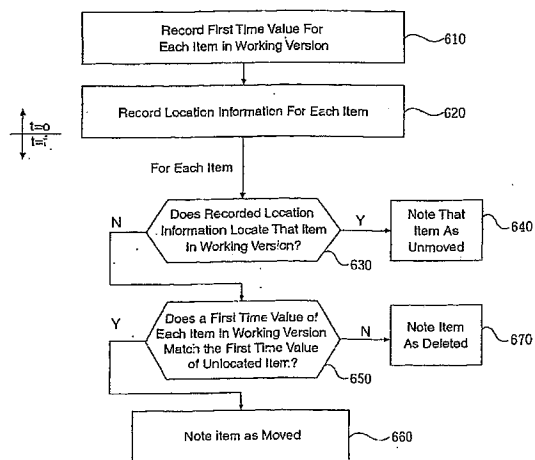 Record First Time Value For
Each Item in Working Version
610
Record Location Information For Each Item
620
t=0
t=i
For Each Item
N
Does Recorded Location
Information Locate That Item
In Working Version?
Y
630
Note That
Item As
Unmoved
640
Y
Does a First Time Value of
Each Item In Working Version
Match the First Time Value
of Unlocated Item?
N
650
Note Item
As Deleted
670
Note item as Moved
660